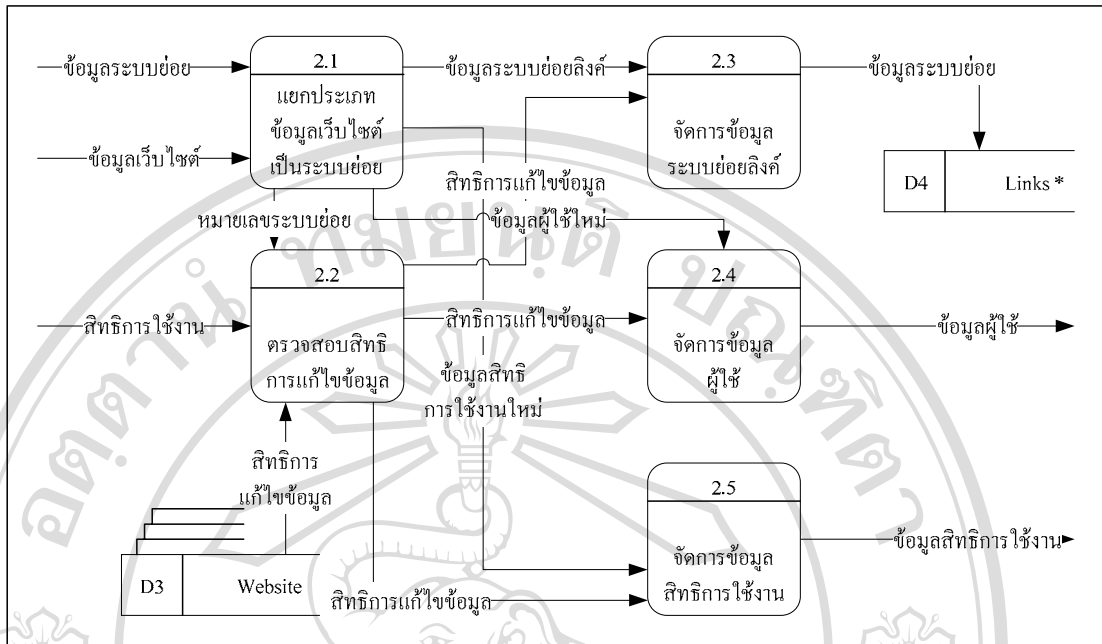 ข้อมูลระบบย่อย
ข้อมูลเว็บไซต์
2.1
แยกประเภท
ข้อมูลเว็บไซต์
เป็นระบบย่อย
ข้อมูลระบบย่อยลิงค์
2.3
จัดการข้อมูล
ระบบย่อยลิงค์
ข้อมูลระบบย่อย
D4 Links *
สิทธิการแก้ไขข้อมูล
หมายเลขระบบย่อย
ข้อมูลผู้ใช้ใหม่
2.2
ตรวจสอบสิทธิ
การแก้ไขข้อมูล
สิทธิการใช้งาน
สิทธิการแก้ไขข้อมูล
2.4
จัดการข้อมูล
ผู้ใช้
ข้อมูลผู้ใช้
ข้อมูลสิทธิ
การใช้งานใหม่
สิทธิการ
แก้ไขข้อมูล
D3 Website
สิทธิการแก้ไขข้อมูล
2.5
จัดการข้อมูล
สิทธิการใช้งาน
ข้อมูลสิทธิการใช้งาน